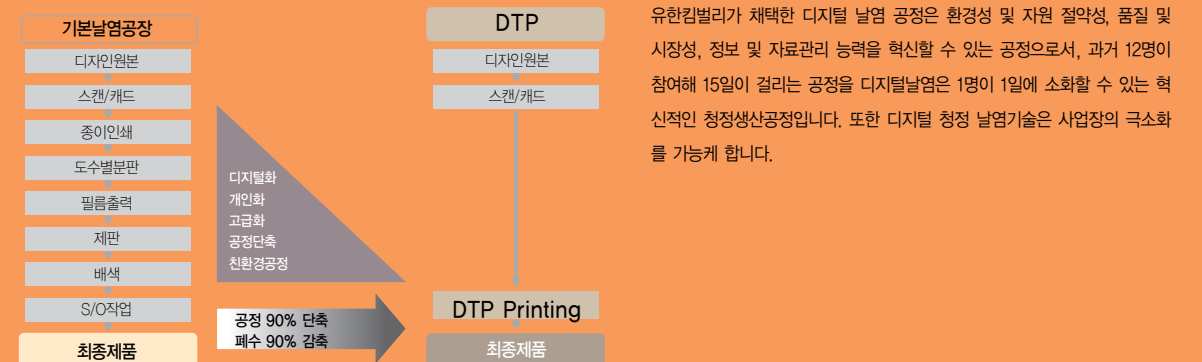 기본날염공장
디자인원본
스캔/캐드
종이인쇄
도수별분판
필름출력
제판
배색
S/O작업
최종제품
디지털화
개인화
고급화
공정단축
친환경공정
공정 90% 단축
폐수 90% 감축
DTP
디자인원본
스캔/캐드
DTP Printing
최종제품
유한킴벌리가 채택한 디지털 날염 공정은 환경성 및 자원 절약성, 품질 및
시장성, 정보 및 자료관리 능력을 혁신할 수 있는 공정으로서, 과거 12명이
참여해 15일이 걸리는 공정을 디지털날염은 1명이 1일에 소화할 수 있는 혁
신적인 청정생산공정입니다. 또한 디지털 청정 날염기술은 사업장의 극소화
를 가능케 합니다.